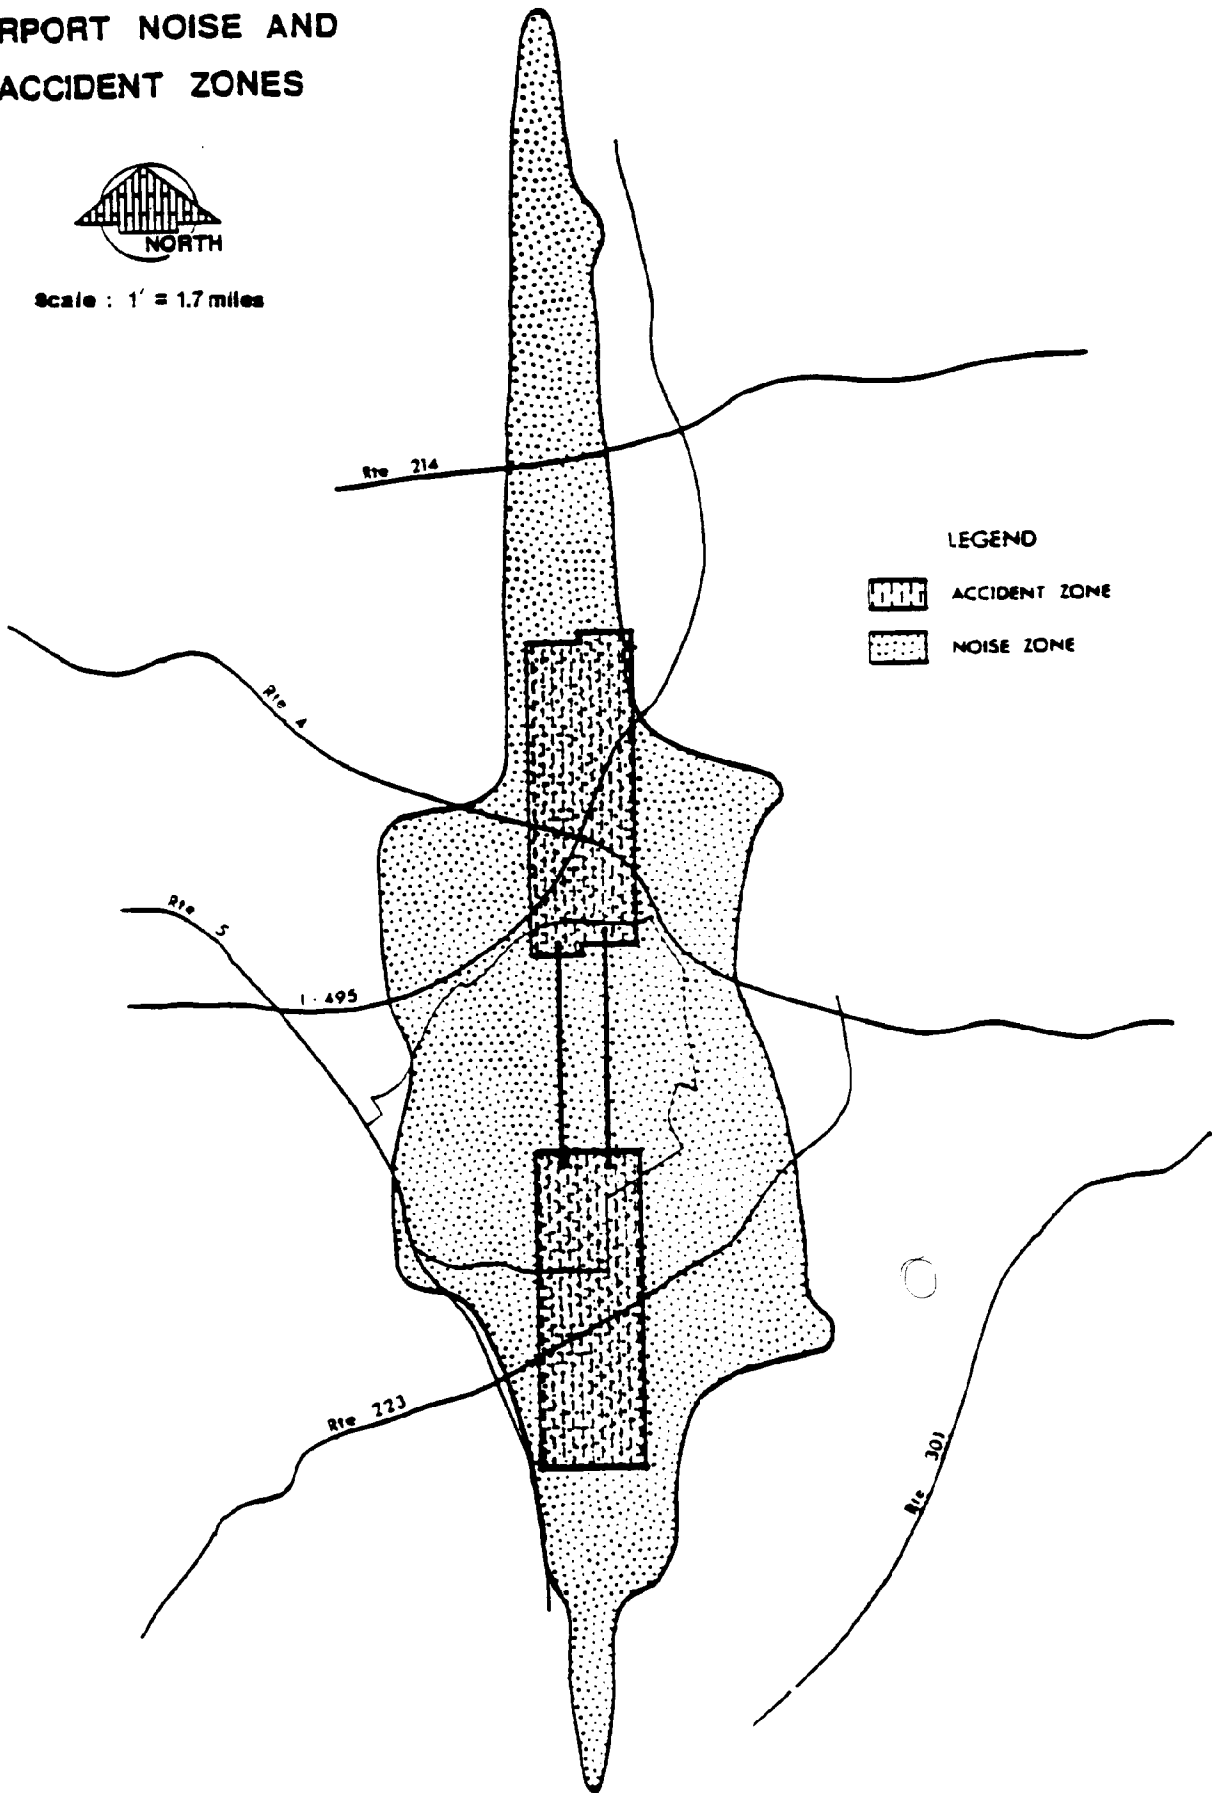 RPORT NOISE AND
ACCIDENT ZONES
NORTH
Scale : 1' = 1.7 miles
Rte 214
LEGEND
ACCIDENT ZONE
NOISE ZONE
Rte 4
Rte 5
I - 495
Rte 223
Rte 301